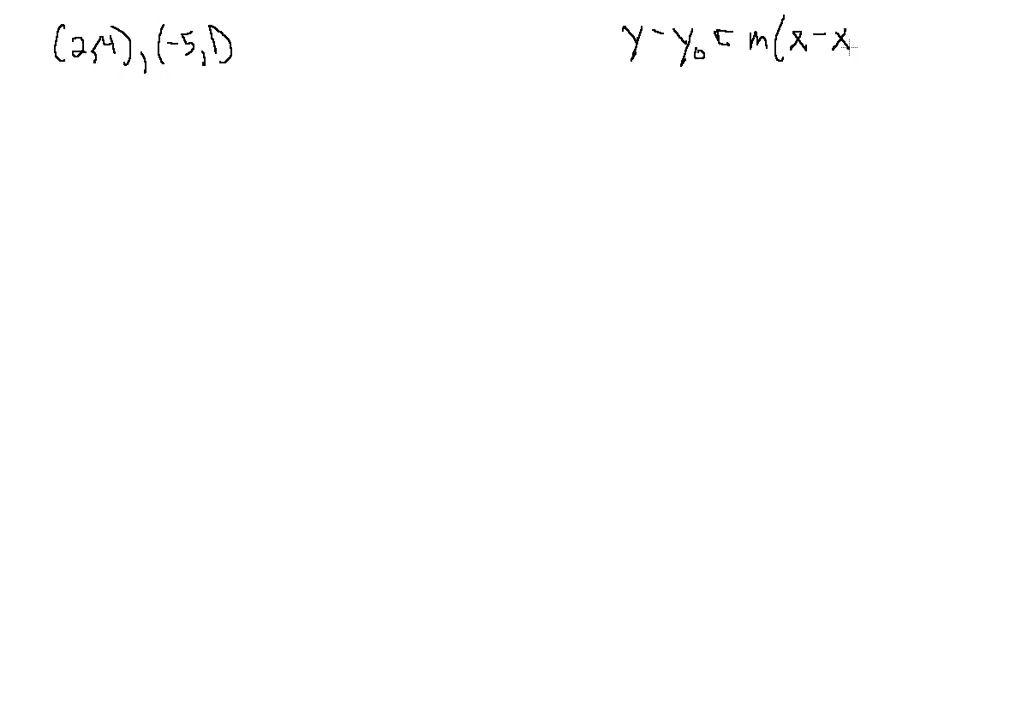 (2,4), (-5,1)
y - y₀ = m(x - x